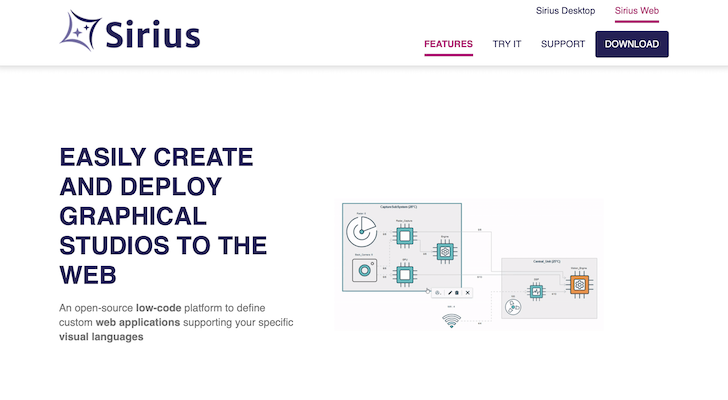 Sirius Desktop
Sirius Web
Sirius
FEATURES
TRY IT
SUPPORT
DOWNLOAD
EASILY CREATE
AND DEPLOY
GRAPHICAL
STUDIOS TO THE
WEB
An open-source low-code platform to define
custom web applications supporting your specific
visual languages